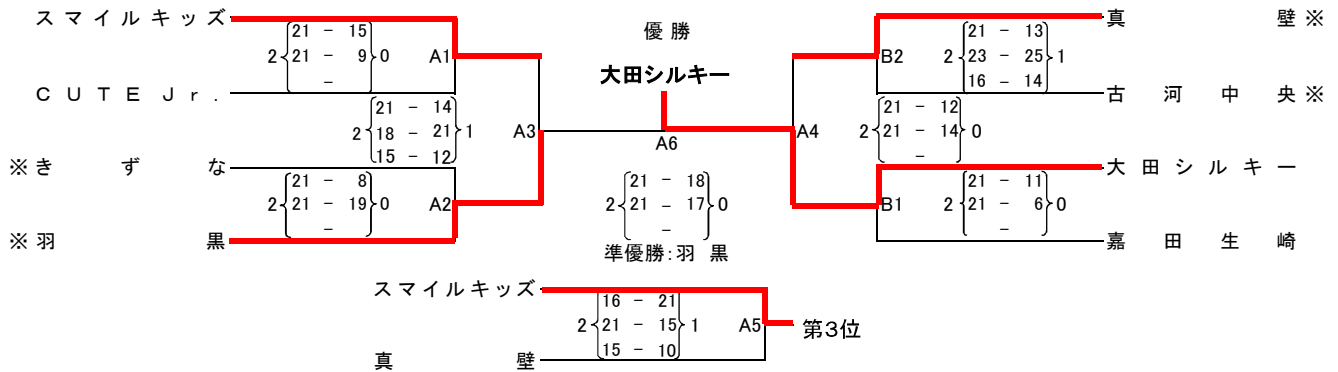 スマイルキッズ 優勝 真壁※
21 － 15
2 21 － 9 0 A1
－
B2 21 － 13
2 23 － 25 1
16 － 14
大田シルキー
ＣＵＴＥＪｒ． 古河中央※
21 － 14
2 18 － 21 1 A3
15 － 12
A6
A4 21 － 12
2 21 － 14 0
－
※きずな 大田シルキー
21 － 8
2 21 － 19 0 A2
－
21 － 18
2 21 － 17 0
－
B1 21 － 11
2 21 － 6 0
－
※羽黒 準優勝：羽黒 嘉田生崎
スマイルキッズ
16 － 21
2 21 － 15 1 A5 第3位
15 － 10
真壁